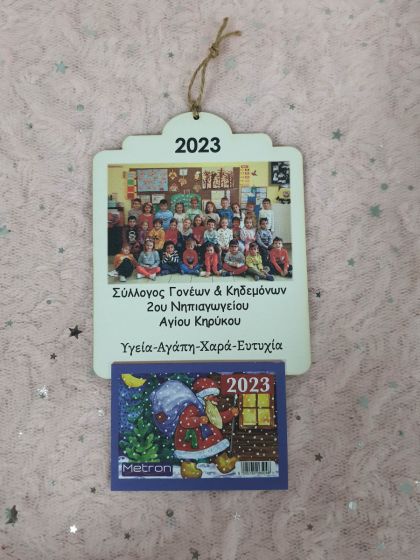 2023
Σύλλογος Γονέων & Κηδεμόνων
2ου Νηπιαγωγείου
Αγίου Κηρύκου
Υγεία-Αγάπη-Χαρά-Ευτυχία
2023
Metron